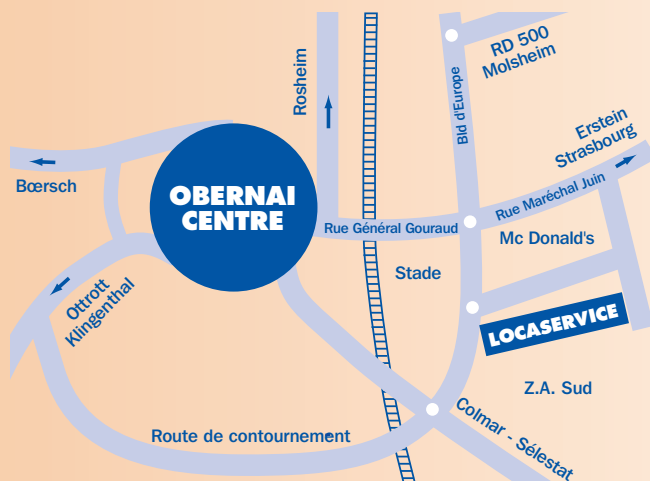 RD 500
Molsheim
Rosheim
Bld d'Europe
Erstein
Strasbourg
Bœrsch
OBERNAI
CENTRE
Rue Maréchal Juin
Rue Général Gouraud
Mc Donald's
Stade
Ottrott
Klingenthal
LOCASERVICE
Z.A. Sud
Colmar - Sélestat
Route de contournement